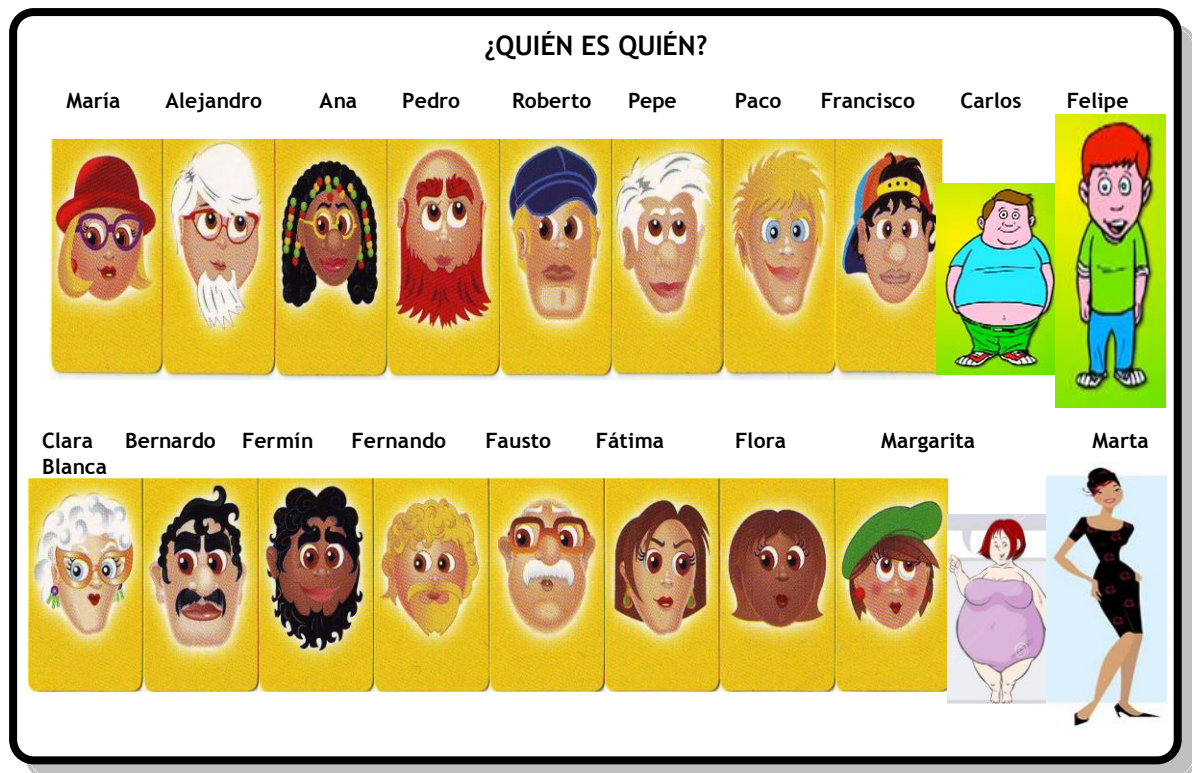 ¿QUIÉN ES QUIÉN?
María Alejandro Ana Pedro Roberto Pepe Paco Francisco Carlos Felipe
Clara Bernardo Fermín Fernando Fausto Fátima Flora Margarita Marta
Blanca